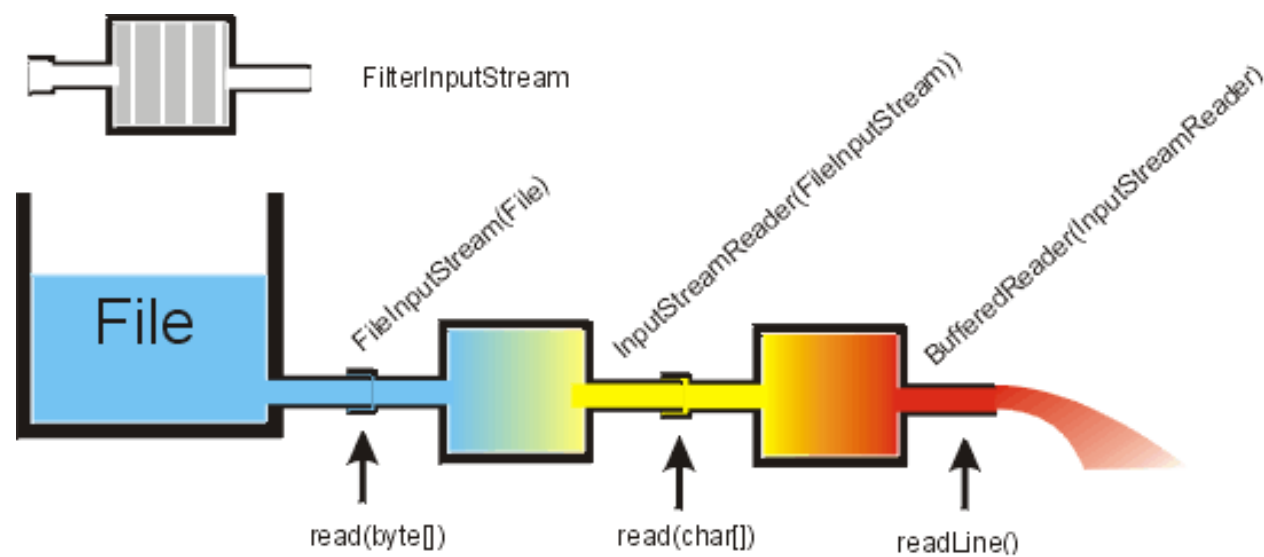 FilterInputStream
File
FileInputStream(File)
InputStreamReader(FileInputStream))
BufferedReader(InputStreamReader)
read(byte[])
read(char[])
readLine()